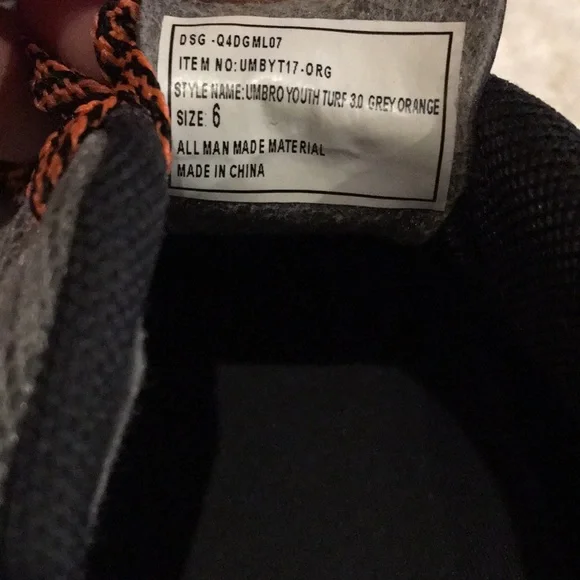 DSG -Q4DGML07
ITEM NO: UMBYT17-ORG
STYLE NAME: UMBRO YOUTH TURF 3.0 GREY ORANGE
SIZE: 6
ALL MAN MADE MATERIAL
MADE IN CHINA